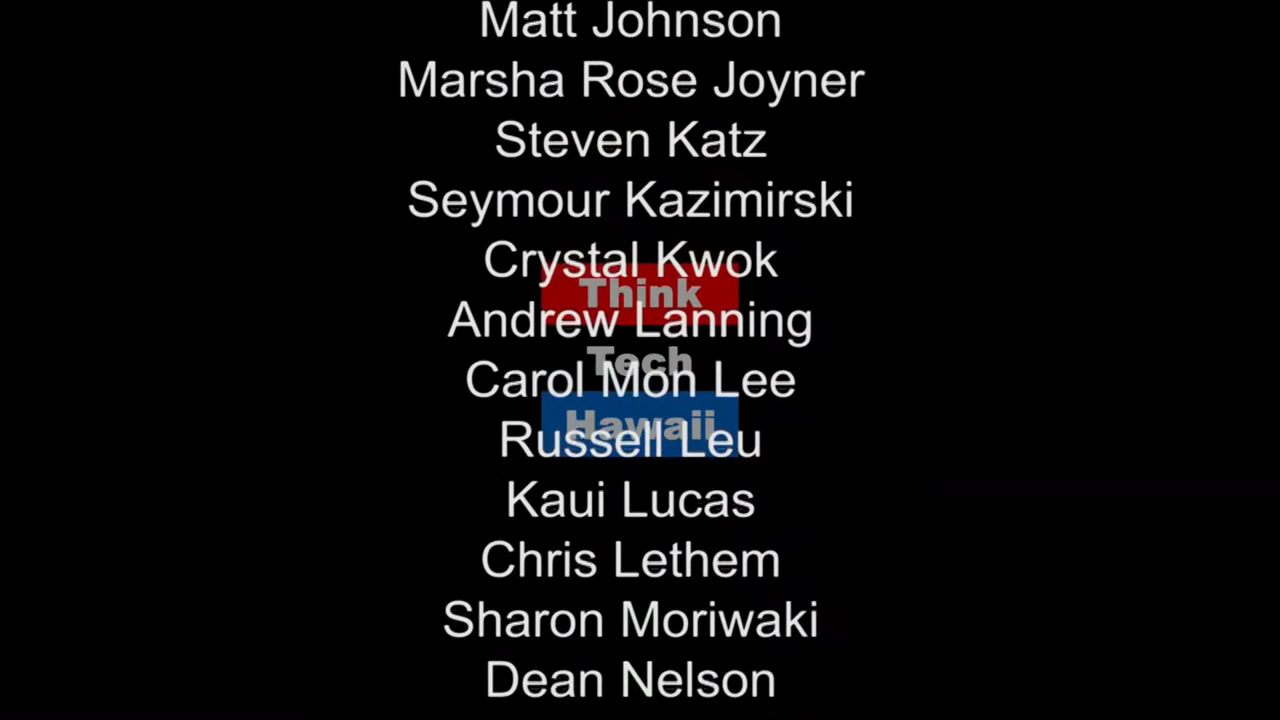 Matt Johnson
Marsha Rose Joyner
Steven Katz
Seymour Kazimirski
Crystal Kwok
Think
Andrew Lanning
Tech
Carol Mon Lee
Hawaii
Russell Leu
Kaui Lucas
Chris Lethem
Sharon Moriwaki
Dean Nelson